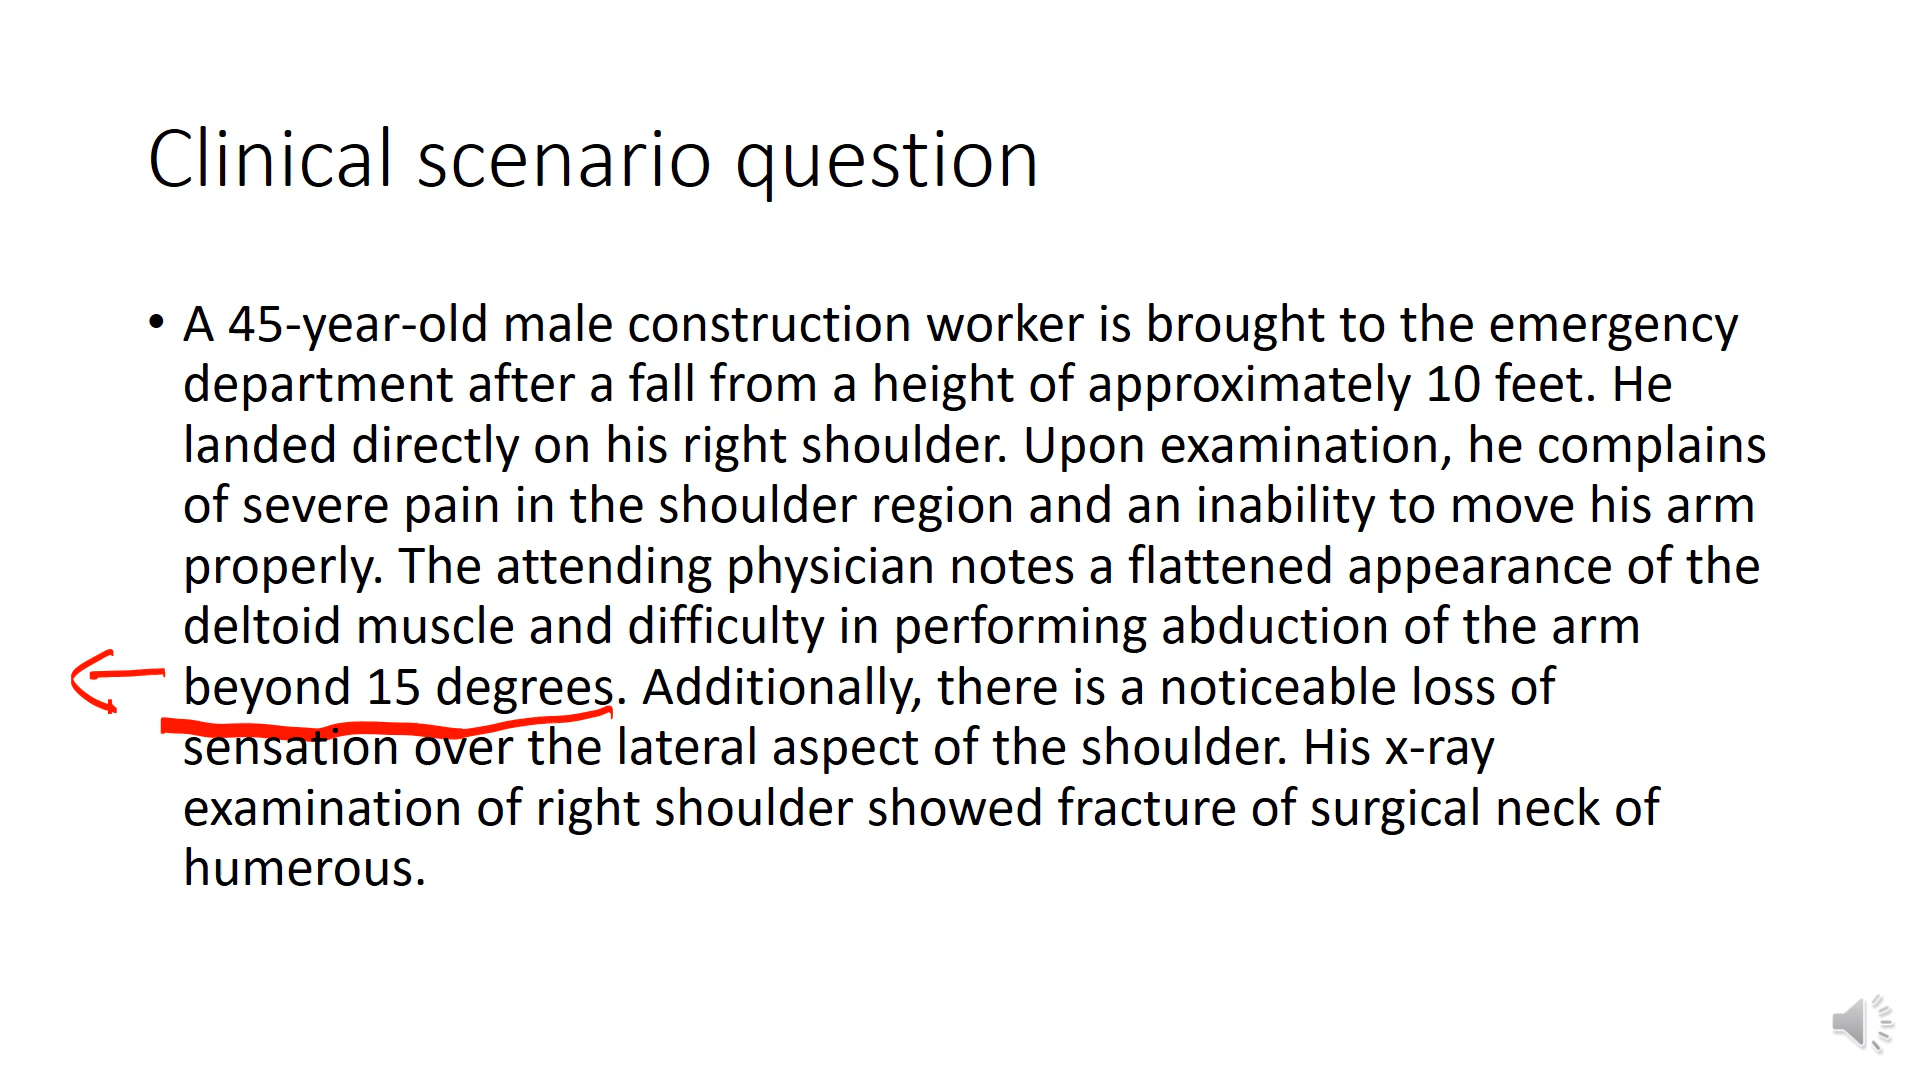 Clinical scenario question
• A 45-year-old male construction worker is brought to the emergency
department after a fall from a height of approximately 10 feet. He
landed directly on his right shoulder. Upon examination, he complains
of severe pain in the shoulder region and an inability to move his arm
properly. The attending physician notes a flattened appearance of the
deltoid muscle and difficulty in performing abduction of the arm
beyond 15 degrees. Additionally, there is a noticeable loss of
sensation over the lateral aspect of the shoulder. His x-ray
examination of right shoulder showed fracture of surgical neck of
humerous.